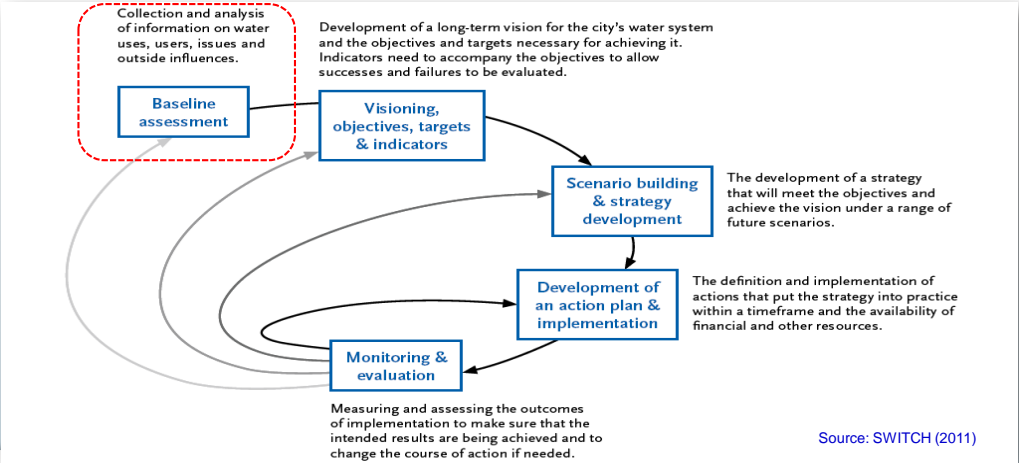 Collection and analysis
of information on water
uses, users, issues and
outside influences.
Development of a long-term vision for the city's water system
and the objectives and targets necessary for achieving it.
Indicators need to accompany the objectives to allow
successes and failures to be evaluated.
Baseline
assessment
Visioning,
objectives, targets
& indicators
Scenario building
& strategy
development
The development of a strategy
that will meet the objectives and
achieve the vision under a range of
future scenarios.
Development of
an action plan &
implementation
The definition and implementation of
actions that put the strategy into practice
within a timeframe and the availability of
financial and other resources.
Monitoring &
evaluation
Measuring and assessing the outcomes
of implementation to make sure that the
intended results are being achieved and to
change the course of action if needed.
Source: SWITCH (2011)